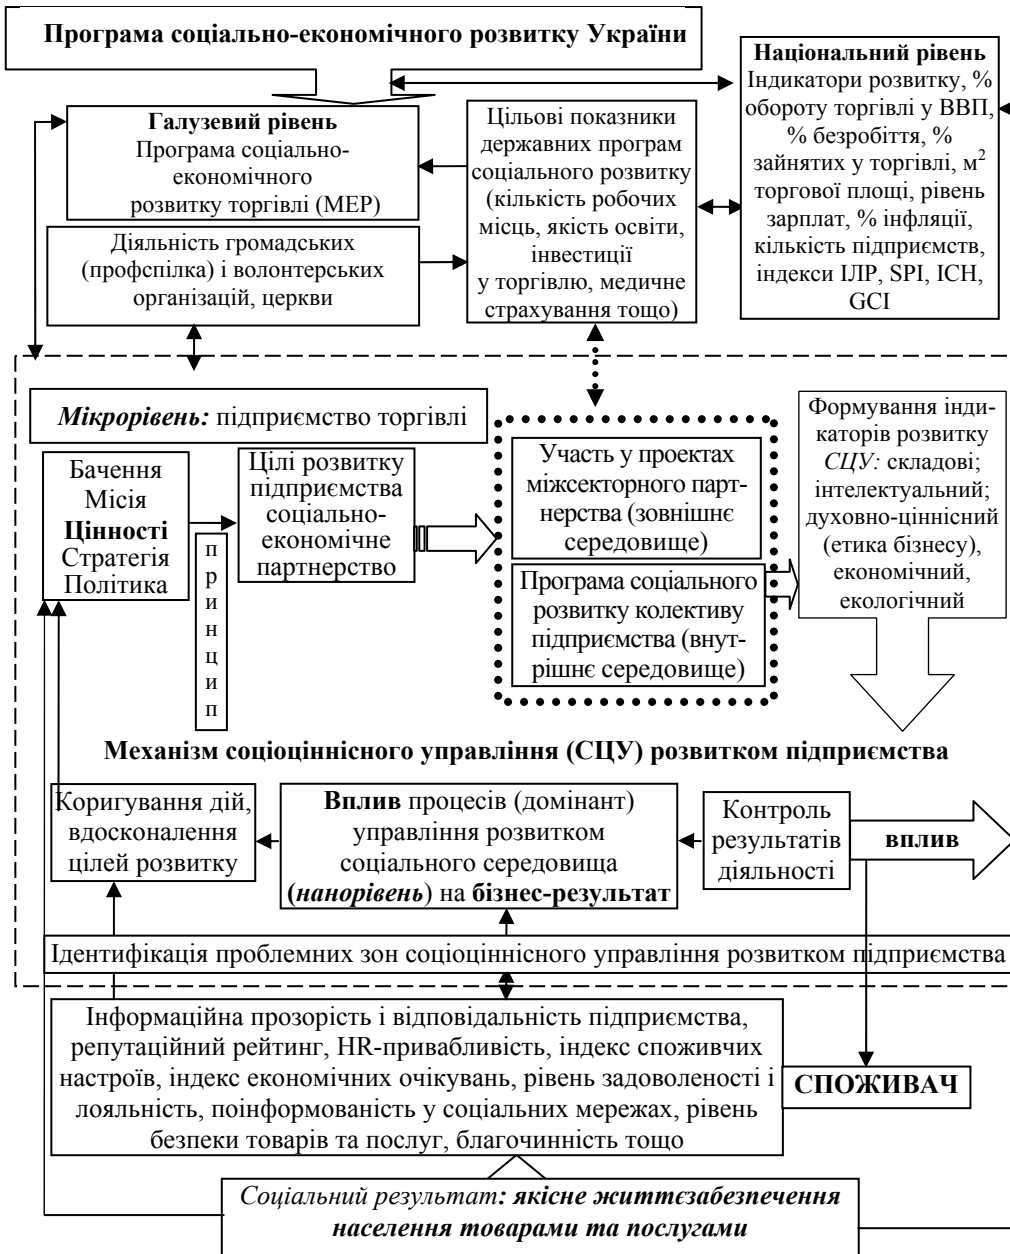 Програма соціально-економічного розвитку України
Національний рівень
Індикатори розвитку, %
обороту торгівлі у ВВП,
% безробіття, %
зайнятих у торгівлі, м²
торгової площі, рівень
зарплат, % інфляції,
кількість підприємств,
індекси ІЛР, SPI, ІСН,
GCI
Галузевий рівень
Програма соціально-
економічного
розвитку торгівлі (МЕР)
Цільові показники
державних програм
соціального розвитку
(кількість робочих
місць, якість освіти,
інвестиції
у торгівлю, медичне
страхування тощо)
Діяльність громадських
(профспілка) і волонтерських
організацій, церкви
Мікрорівень: підприємство торгівлі
Бачення
Місія
Цінності
Стратегія
Політика
п
р
и
н
ц
и
п
Цілі розвитку
підприємства
соціально-
економічне
партнерство
Участь у проектах
міжсекторного парт-
нерства (зовнішнє
середовище)
Програма соціального
розвитку колективу
підприємства (внут-
рішнє середовище)
Формування інди-
каторів розвитку
СЦУ: складові;
інтелектуальний;
духовно-ціннісний
(етика бізнесу),
економічний,
екологічний
Механізм соціоціннісного управління (СЦУ) розвитком підприємства
Коригування дій,
вдосконалення
цілей розвитку
Вплив процесів (домінант)
управління розвитком
соціального середовища
(нанорівень) на бізнес-результат
Контроль
результатів
діяльності
вплив
Ідентифікація проблемних зон соціоціннісного управління розвитком підприємства
Інформаційна прозорість і відповідальність підприємства,
репутаційний рейтинг, HR-привабливість, індекс споживчих
настроїв, індекс економічних очікувань, рівень задоволеності і
лояльність, поінформованість у соціальних мережах, рівень
безпеки товарів та послуг, благочинність тощо
СПОЖИВАЧ
Соціальний результат: якісне життєзабезпечення
населення товарами та послугами